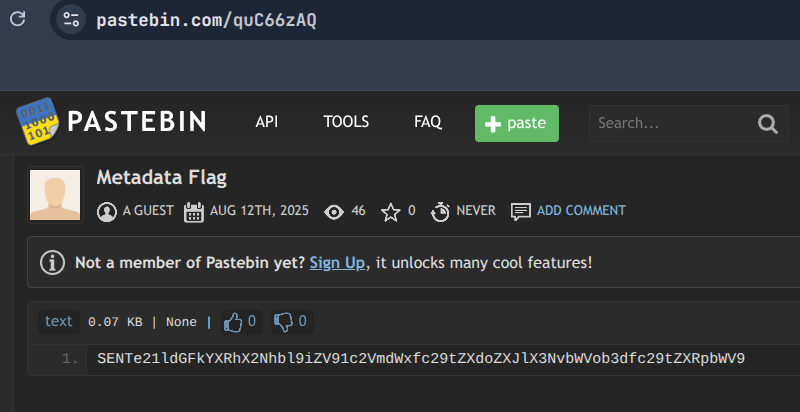 pastebin.com/quC66zAQ
PASTEBIN API TOOLS FAQ paste Search...
Metadata Flag
A GUEST AUG 12TH, 2025 46 0 NEVER ADD COMMENT
Not a member of Pastebin yet? Sign Up, it unlocks many cool features!
text 0.07 KB | None | 0 0
1. SENTe21ldGFkYXRhX2Nhbl9iZV91c2VmdWxfc29tZXdoZXJlX3NvbWVob3dfc29tZXRpbWV9